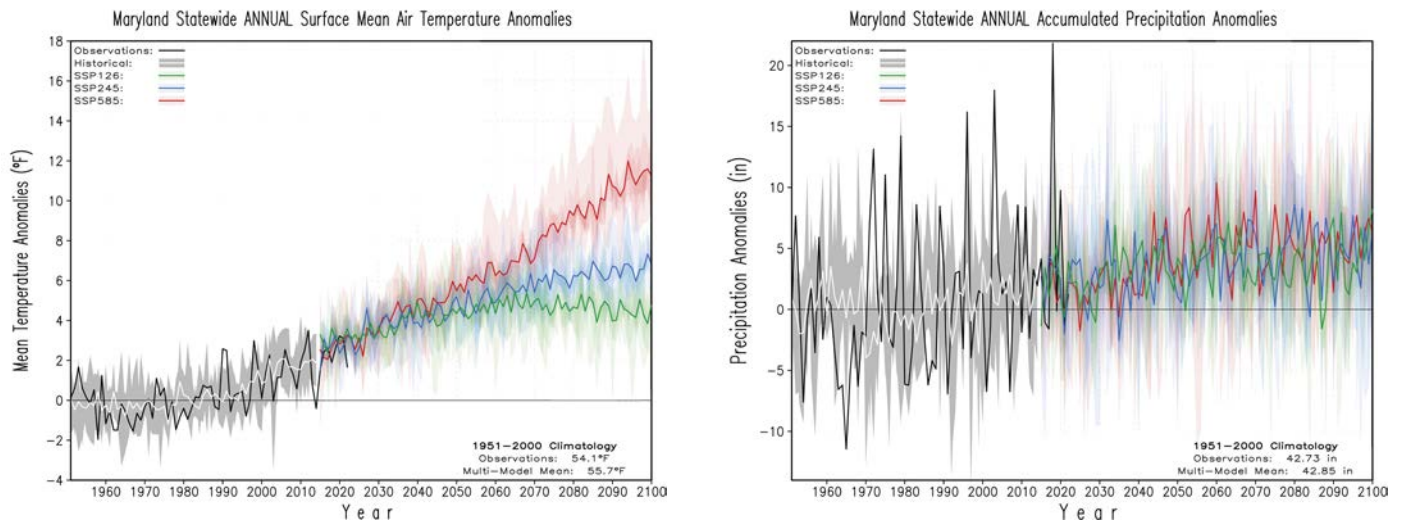 Maryland Statewide ANNUAL Surface Mean Air Temperature Anomalies
Mean Temperature Anomalies (ºF)
18
16
14
12
10
8
6
4
2
0
−2
−4
Observations:
Historical:
SSP126:
SSP245:
SSP585:
1951−2000 Climatology
Observations: 54.1ºF
Multi−Model Mean: 55.7ºF
1960 1970 1980 1990 2000 2010 2020 2030 2040 2050 2060 2070 2080 2090 2100
Year
Maryland Statewide ANNUAL Accumulated Precipitation Anomalies
Precipitation Anomalies (in)
20
15
10
5
0
−5
−10
Observations:
Historical:
SSP126:
SSP245:
SSP585:
1951−2000 Climatology
Observations: 42.73 in
Multi−Model Mean: 42.85 in
1960 1970 1980 1990 2000 2010 2020 2030 2040 2050 2060 2070 2080 2090 2100
Year